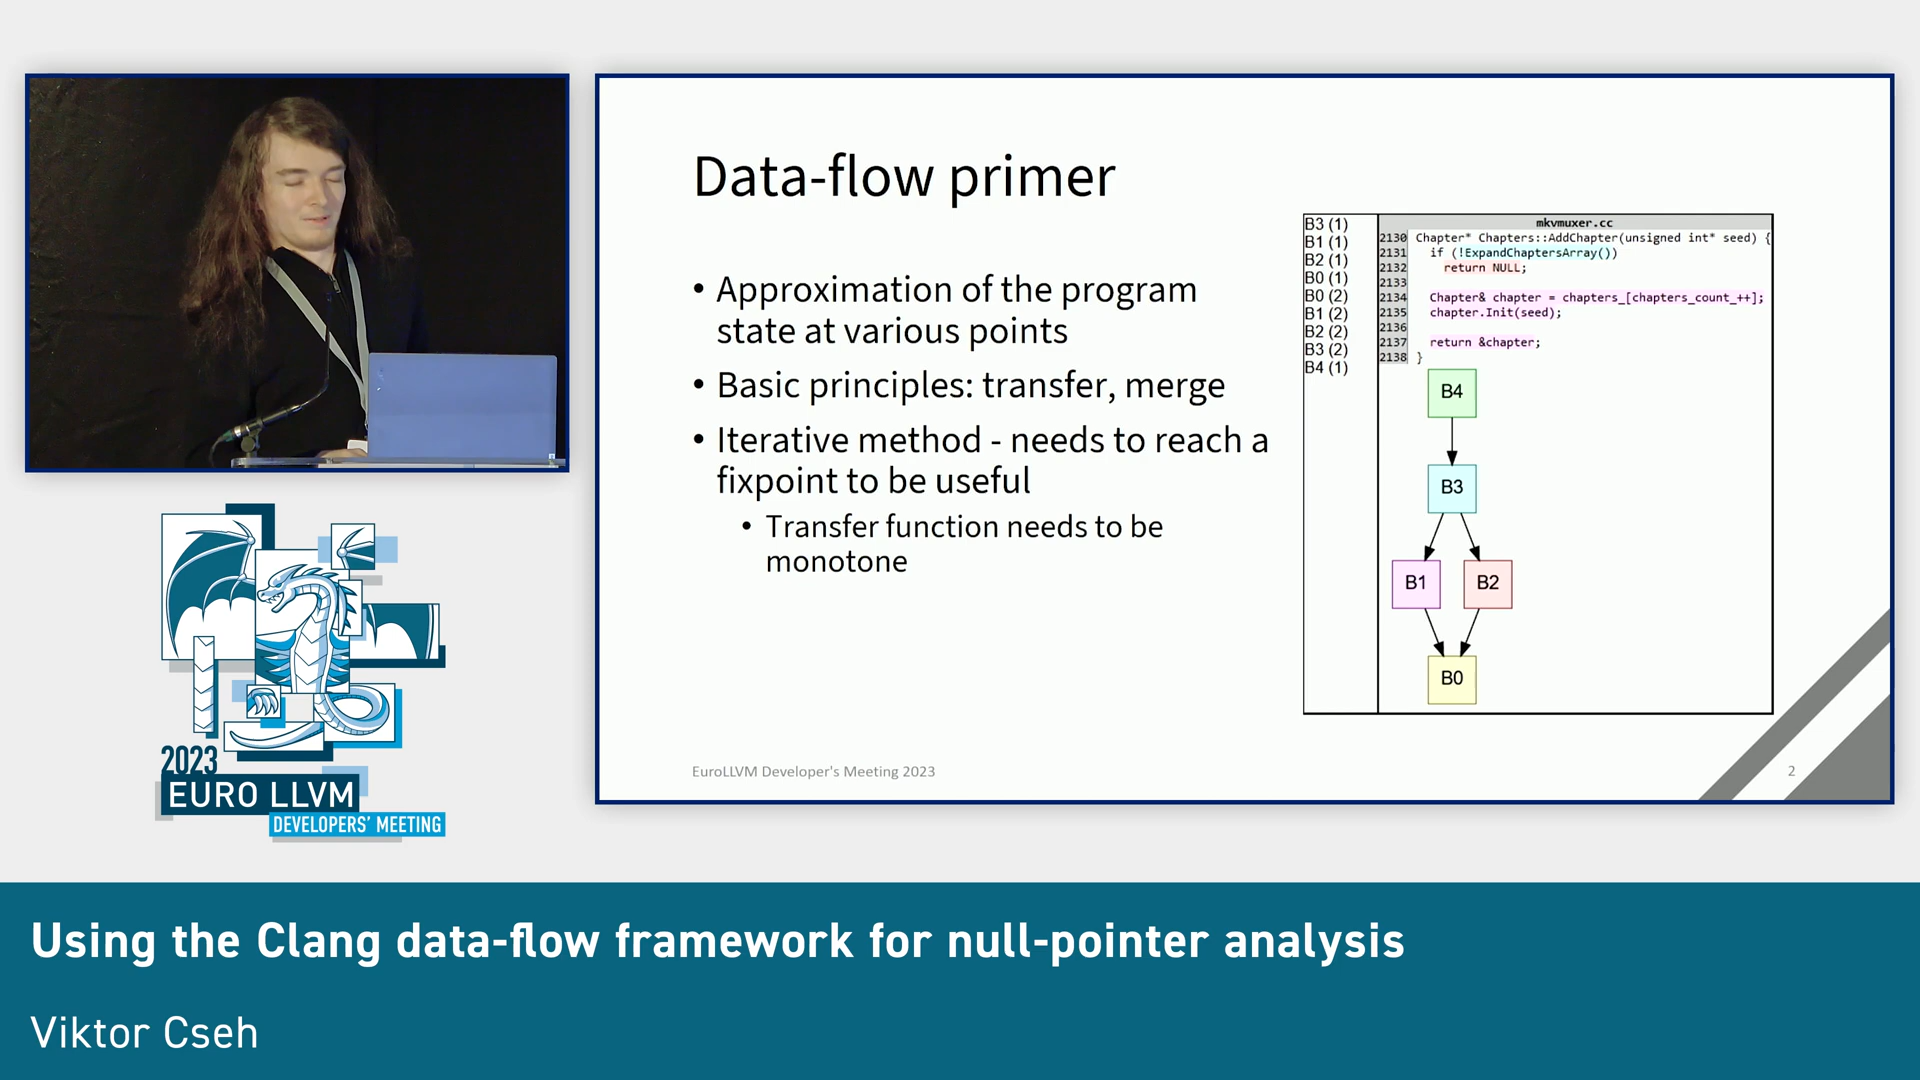 Data-flow primer
• Approximation of the program
state at various points
• Basic principles: transfer, merge
• Iterative method - needs to reach a
fixpoint to be useful
• Transfer function needs to be
monotone
B3 (1)
B1 (1)
B2 (1)
B0 (1)
B0 (2)
B1 (2)
B2 (2)
B3 (2)
B4 (1)
mkvmuxer.cc
2130 Chapter* Chapters::AddChapter(unsigned int* seed) {
2131 if (!ExpandChaptersArray())
2132 return NULL;
2133
2134 Chapter& chapter = chapters_[chapters_count_++];
2135 chapter.Init(seed);
2136
2137 return &chapter;
2138 }
B4
B3
B1 B2
B0
EuroLLVM Developer's Meeting 2023
2
2023
EURO LLVM
DEVELOPERS' MEETING
Using the Clang data-flow framework for null-pointer analysis
Viktor Cseh